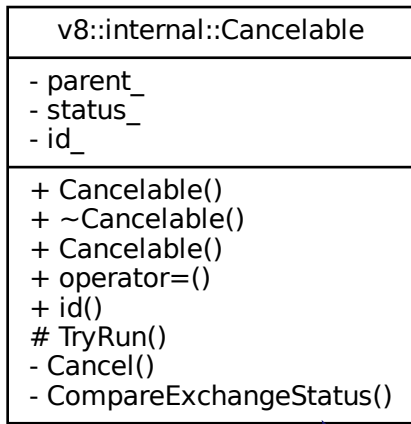 v8::internal::Cancelable
- parent_
- status_
- id_
+ Cancelable()
+ ~Cancelable()
+ Cancelable()
+ operator=()
+ id()
# TryRun()
- Cancel()
- CompareExchangeStatus()